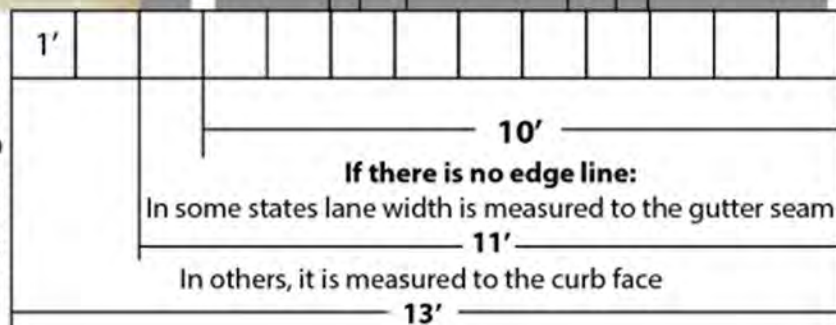 1′
10′
If there is no edge line:
In some states lane width is measured to the gutter seam
11′
In others, it is measured to the curb face
13′